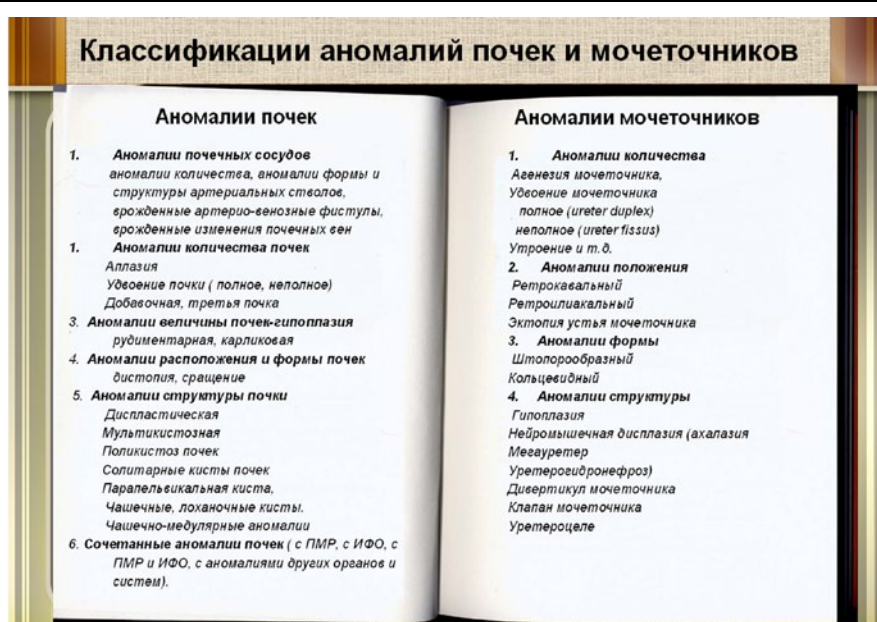 Классификации аномалий почек и мочеточников
Аномалии почек
1. Аномалии почечных сосудов
аномалии количества, аномалии формы и
структуры артериальных стволов,
врожденные артерио-венозные фистулы,
врожденные изменения почечных вен
1. Аномалии количества почек
Аплазия
Удвоение почки ( полное, неполное)
Добавочная, третья почка
3. Аномалии величины почек-гипоплазия
рудиментарная, карликовая
4. Аномалии расположения и формы почек
дистопия, сращение
5. Аномалии структуры почки
Диспластическая
Мультикистозная
Поликистоз почек
Солитарные кисты почек
Парапельвикальная киста,
Чашечные, лоханочные кисты.
Чашечно-медулярные аномалии
6. Сочетанные аномалии почек ( с ПМР, с ИФО, с
ПМР и ИФО, с аномалиями других органов и
систем).
Аномалии мочеточников
1. Аномалии количества
Агенезия мочеточника,
Удвоение мочеточника
полное (ureter duplex)
неполное (ureter fissus)
Утроение и т.д.
2. Аномалии положения
Ретрокавальный
Ретроилиакальный
Эктопия устья мочеточника
3. Аномалии формы
Штопорообразный
Кольцевидный
4. Аномалии структуры
Гипоплазия
Нейромышечная дисплазия (ахалазия
Мегауретер
Уретерогидронефроз)
Дивертикул мочеточника
Клапан мочеточника
Уретероцеле